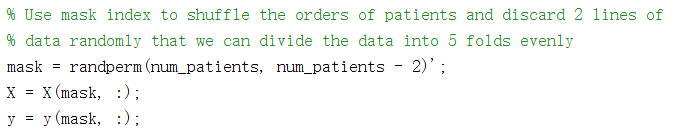 % Use mask index to shuffle the orders of patients and discard 2 lines of
% data randomly that we can divide the data into 5 folds evenly
mask = randperm(num_patients, num_patients - 2)';
X = X(mask, :);
y = y(mask, :);